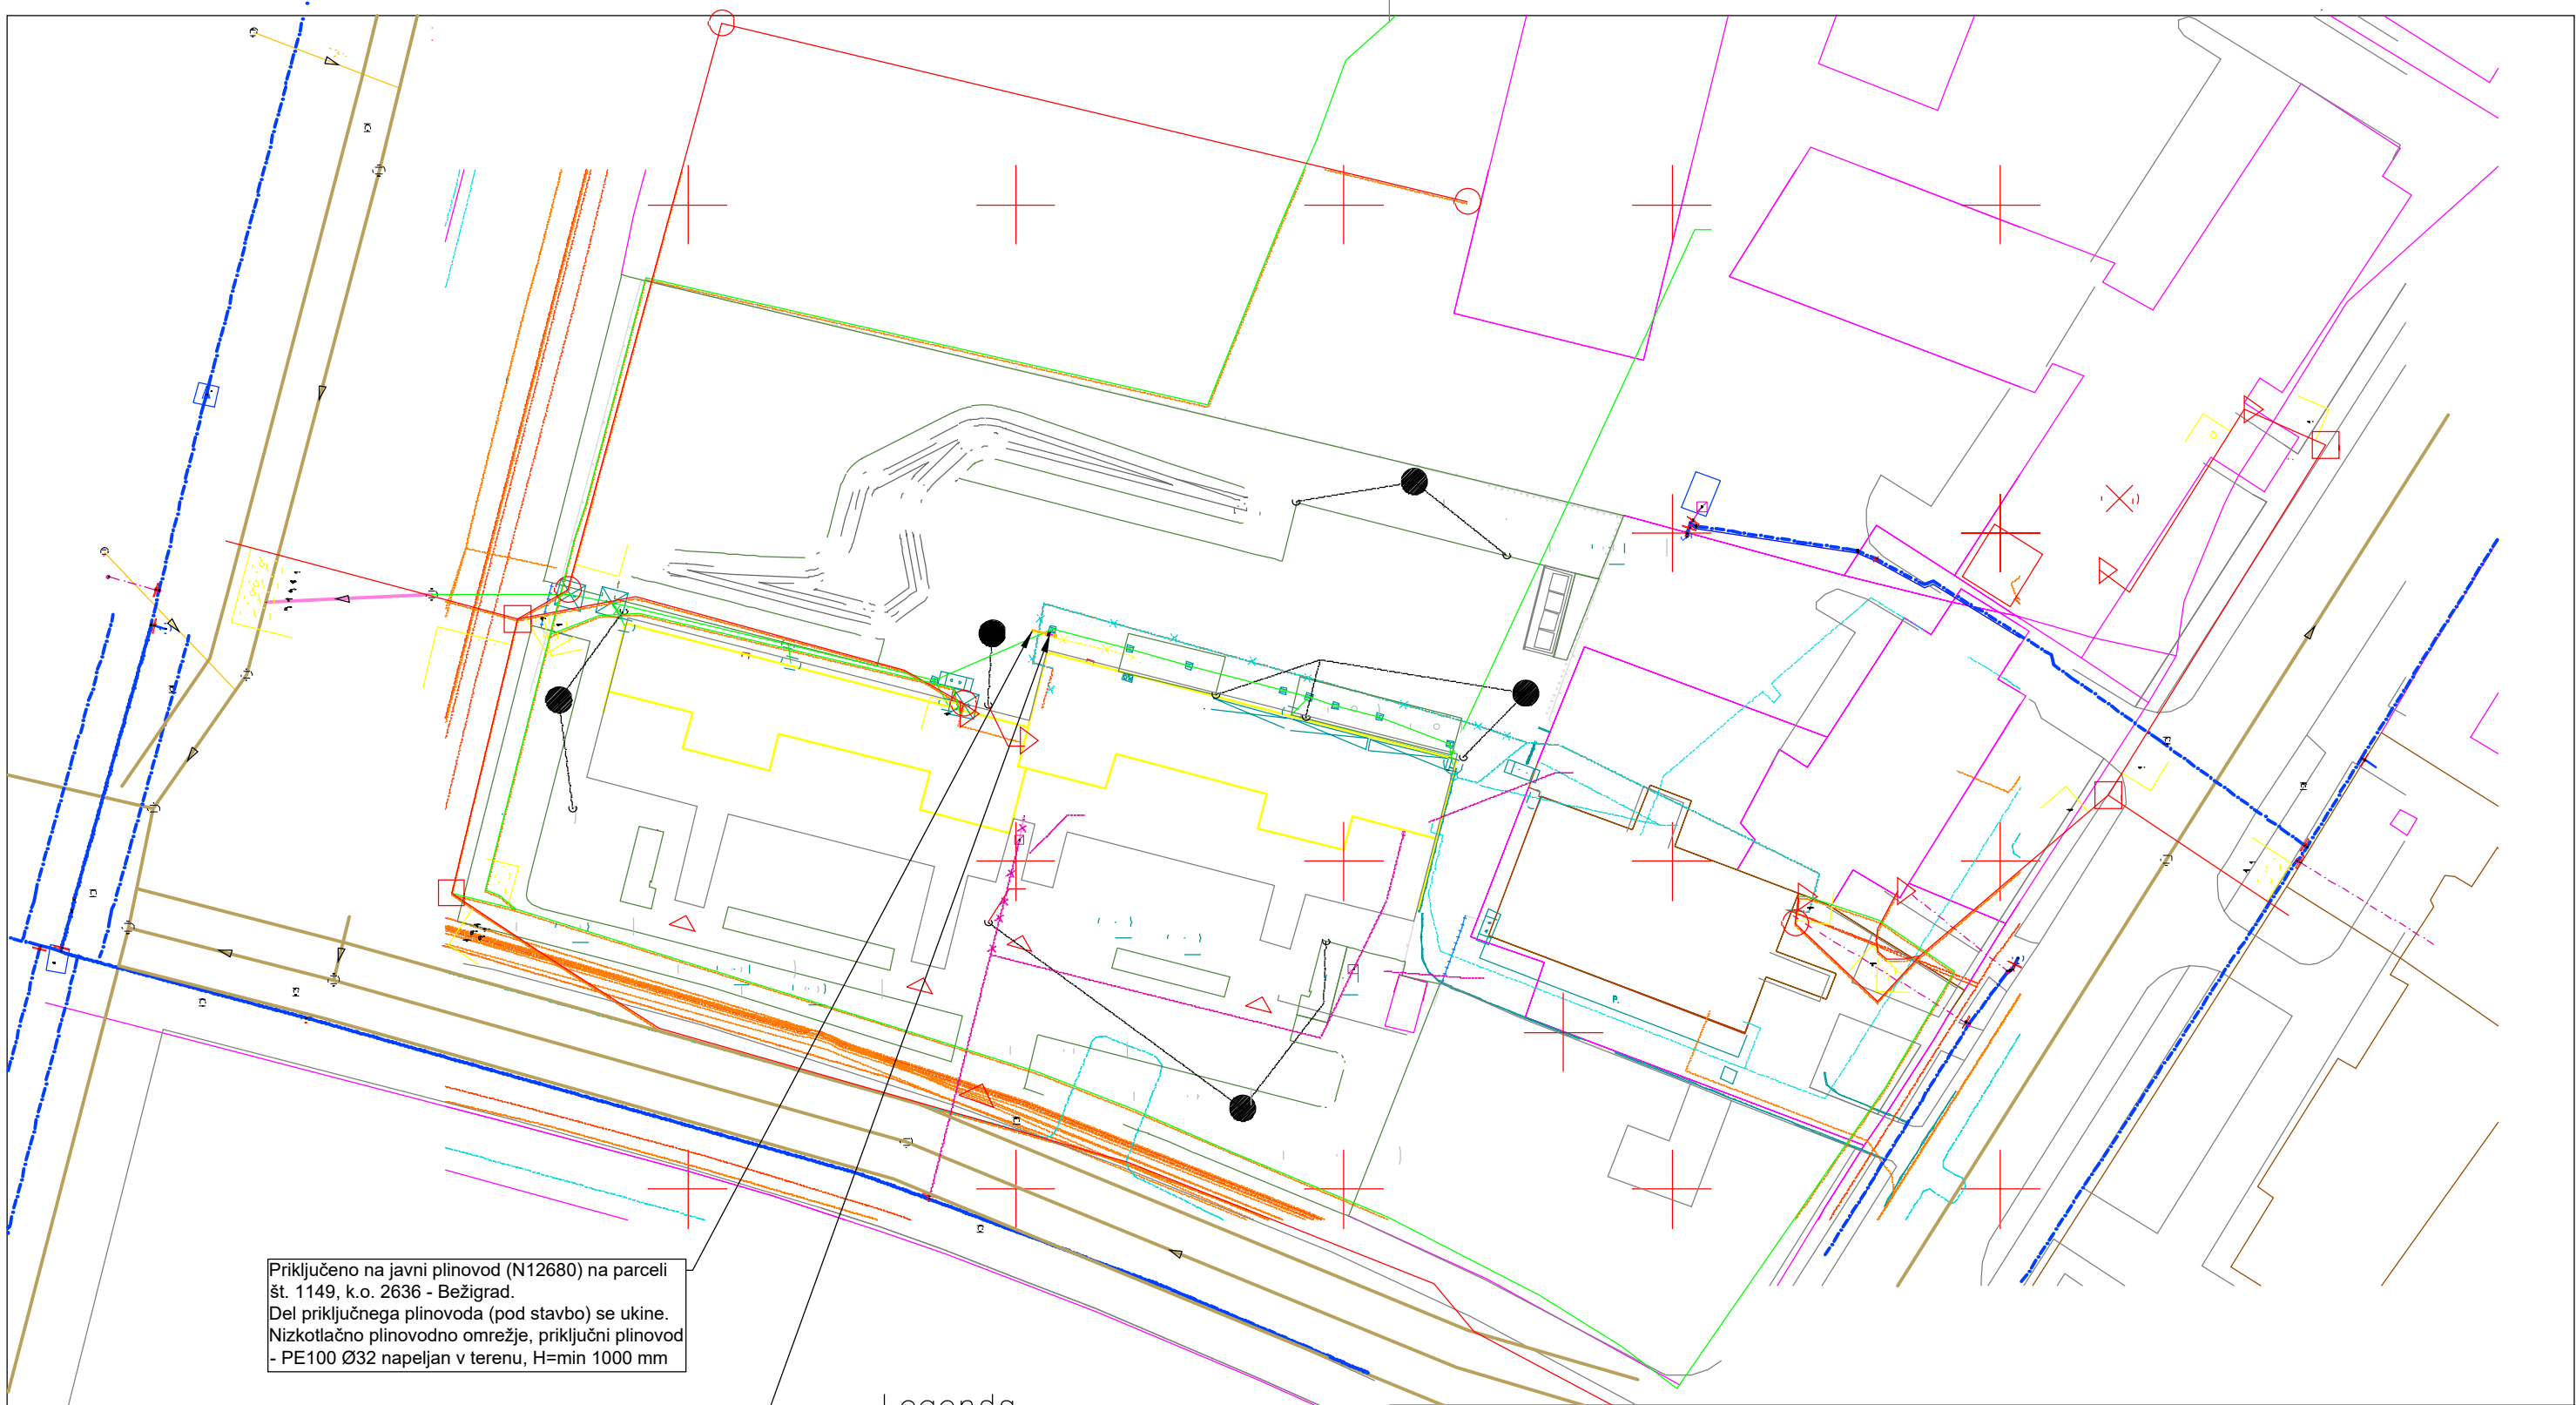 Priključeno na javni plinovod (N12680) na parceli
št. 1149, k.o. 2636 - Bežigrad.
Del priključnega plinovoda (pod stavbo) se ukine.
Nizkotlačno plinovodno omrežje, priključni plinovod
- PE100 Ø32 napeljan v terenu, H=min 1000 mm
Legenda